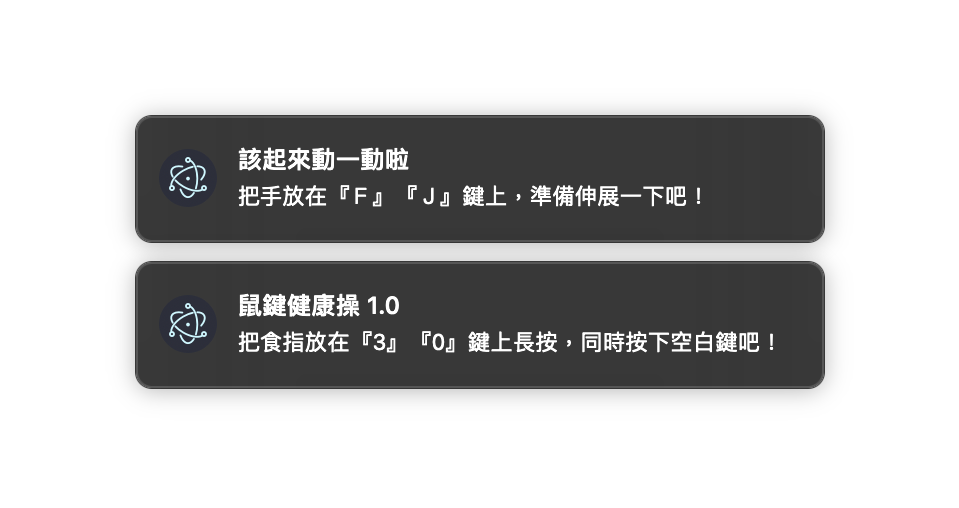 該起來動一動啦
把手放在『F』『J』鍵上，準備伸展一下吧！
鼠鍵健康操 1.0
把食指放在『3』『0』鍵上長按，同時按下空白鍵吧！